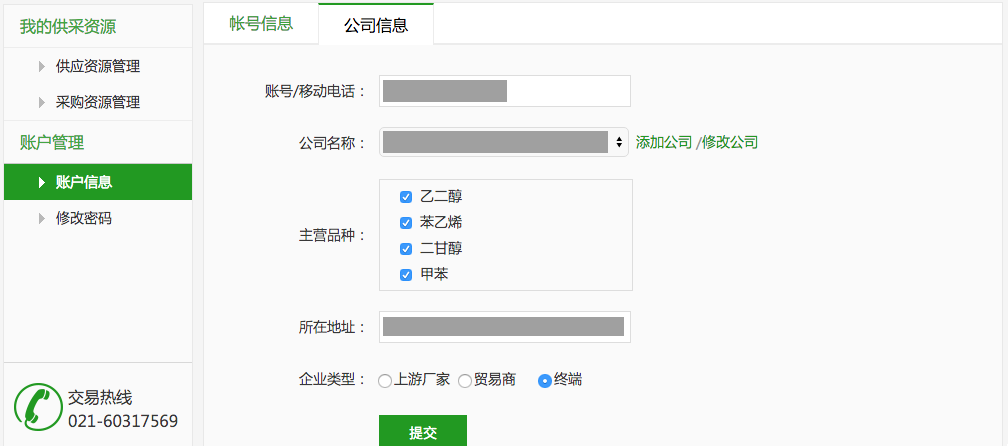 我的供采资源
供应资源管理
采购资源管理
账户管理
账户信息
修改密码
交易热线
021-60317569
帐号信息
公司信息
账号/移动电话：
公司名称：
添加公司 /修改公司
主营品种：
乙二醇
苯乙烯
二甘醇
甲苯
所在地址：
企业类型：
上游厂家 贸易商 终端
提交